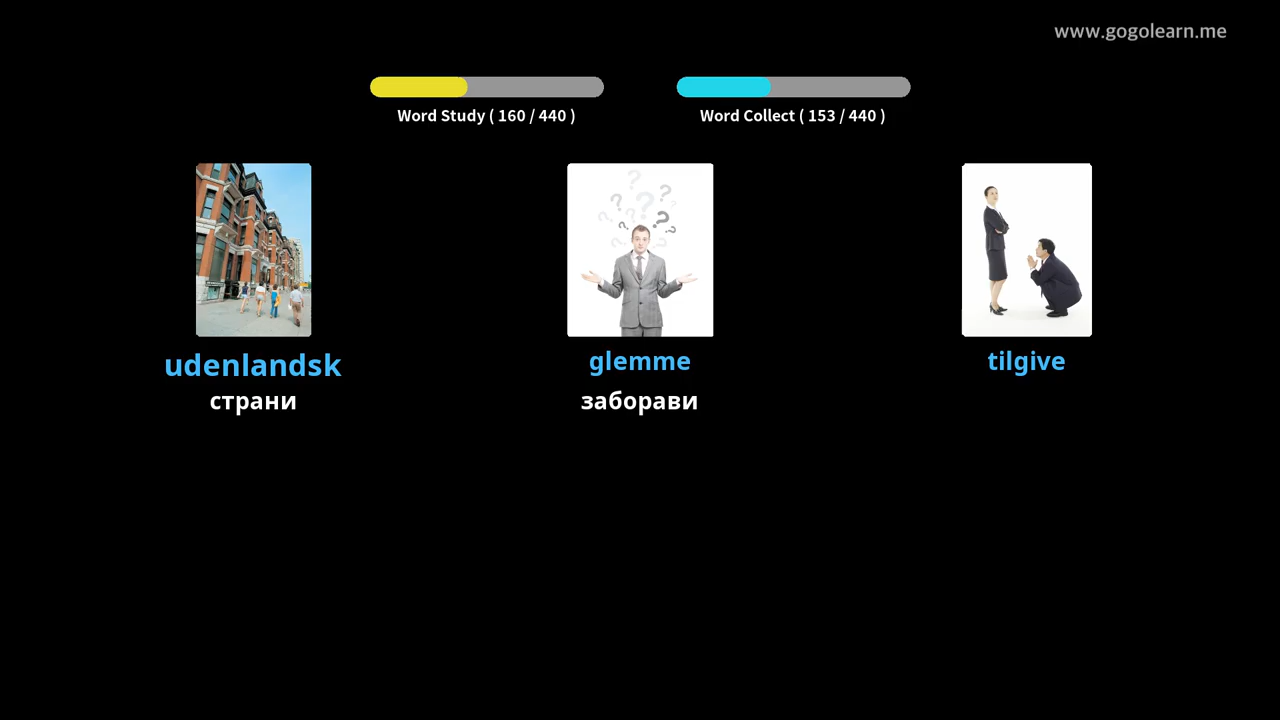 www.gogolearn.me
Word Study ( 160 / 440 )
Word Collect ( 153 / 440 )
udenlandsk
glemme
tilgive
страни
заборави